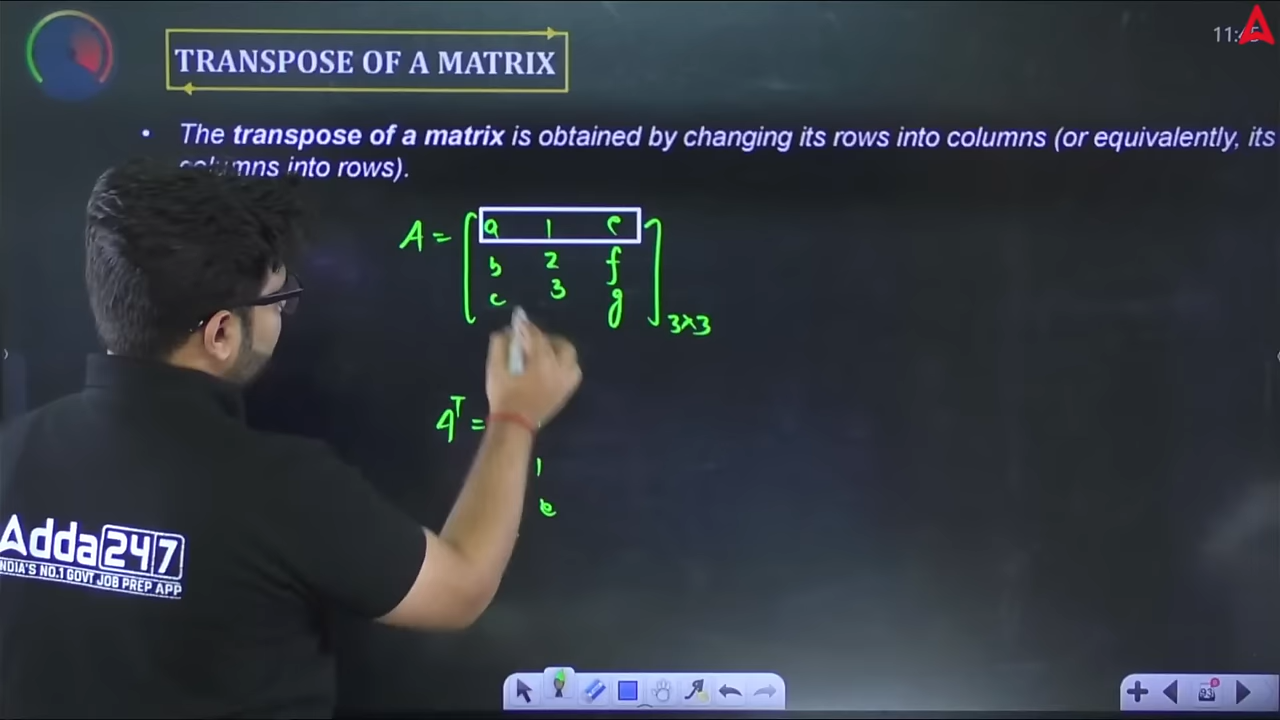 TRANSPOSE OF A MATRIX
• The transpose of a matrix is obtained by changing its rows into columns (or equivalently, its
columns into rows).
A = [ a 1 e
b 2 f
c 3 g ] 3×3
A^T =
1
e
Adda247
INDIA'S NO.1 GOVT JOB PREP APP
93